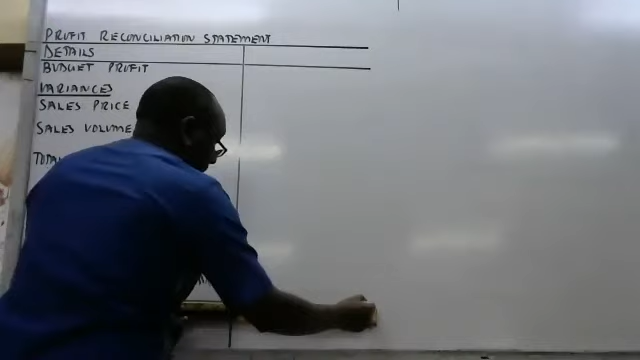 PROFIT RECONCILIATION STATEMENT
DETAILS
BUDGET PROFIT
VARIANCES
SALES PRICE
SALES VOLUME